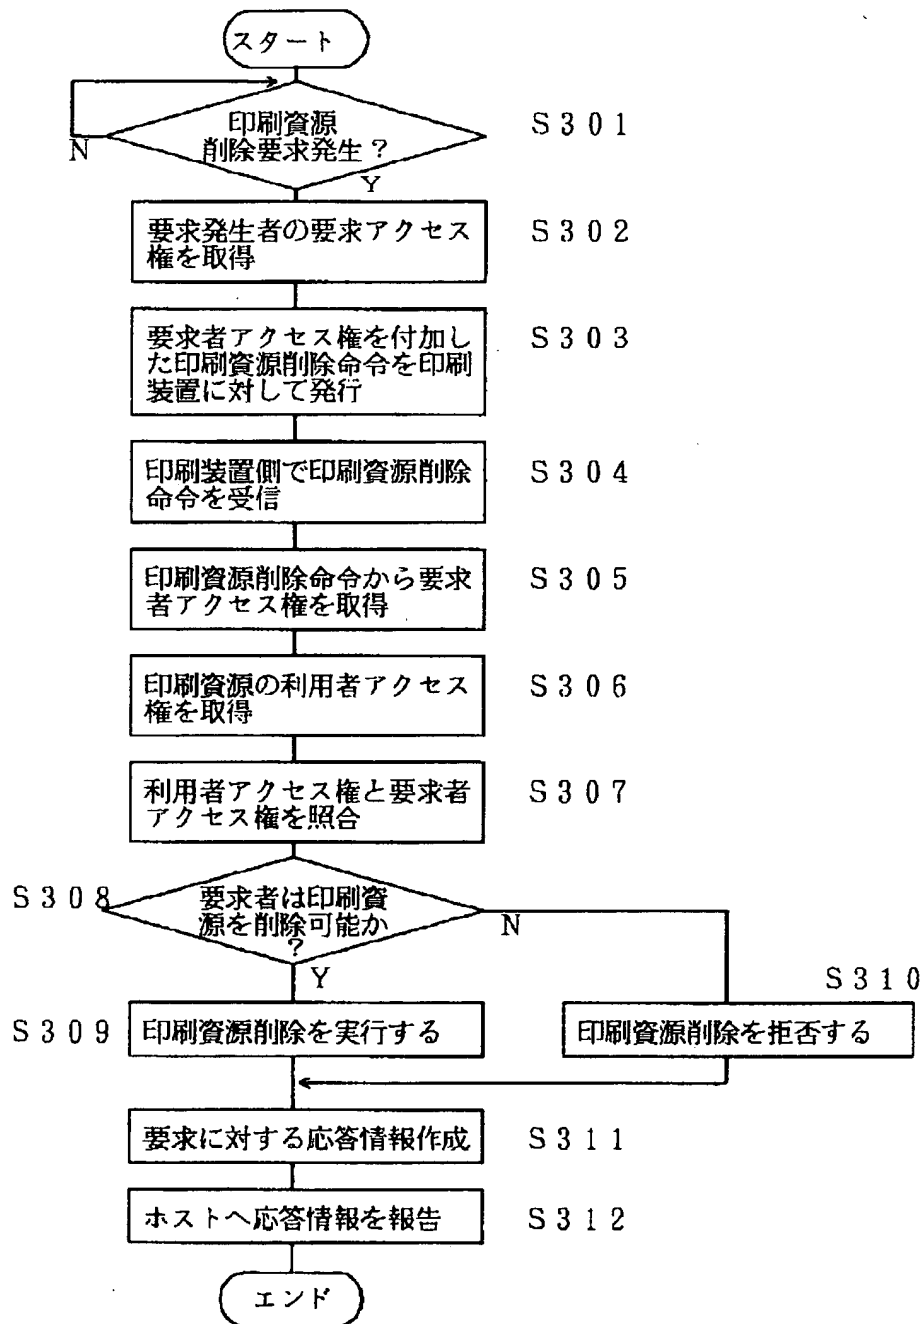 スタート
印刷資源
削除要求発生?
S301
N
Y
要求発生者の要求アクセス
権を取得
S302
要求者アクセス権を付加し
た印刷資源削除命令を印刷
装置に対して発行
S303
印刷装置側で印刷資源削除
命令を受信
S304
印刷資源削除命令から要求
者アクセス権を取得
S305
印刷資源の利用者アクセス
権を取得
S306
利用者アクセス権と要求者
アクセス権を照合
S307
S308
要求者は印刷資
源を削除可能か
?
N
Y
S310
S309
印刷資源削除を実行する
印刷資源削除を拒否する
要求に対する応答情報作成
S311
ホストへ応答情報を報告
S312
エンド